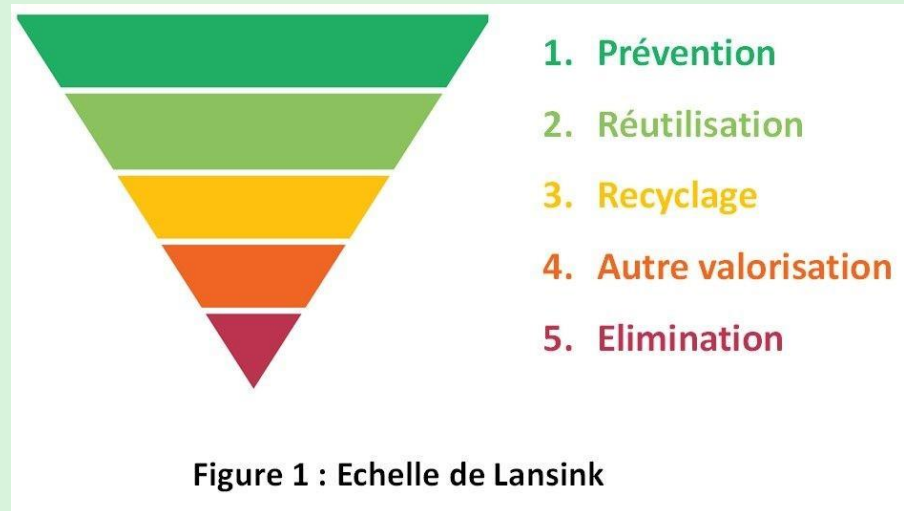 1. Prévention
2. Réutilisation
3. Recyclage
4. Autre valorisation
5. Elimination
Figure 1 : Echelle de Lansink